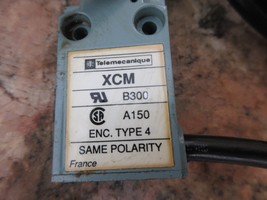 Telemecanique
XCM
B300
A150
ENC. TYPE 4
SAME POLARITY
France